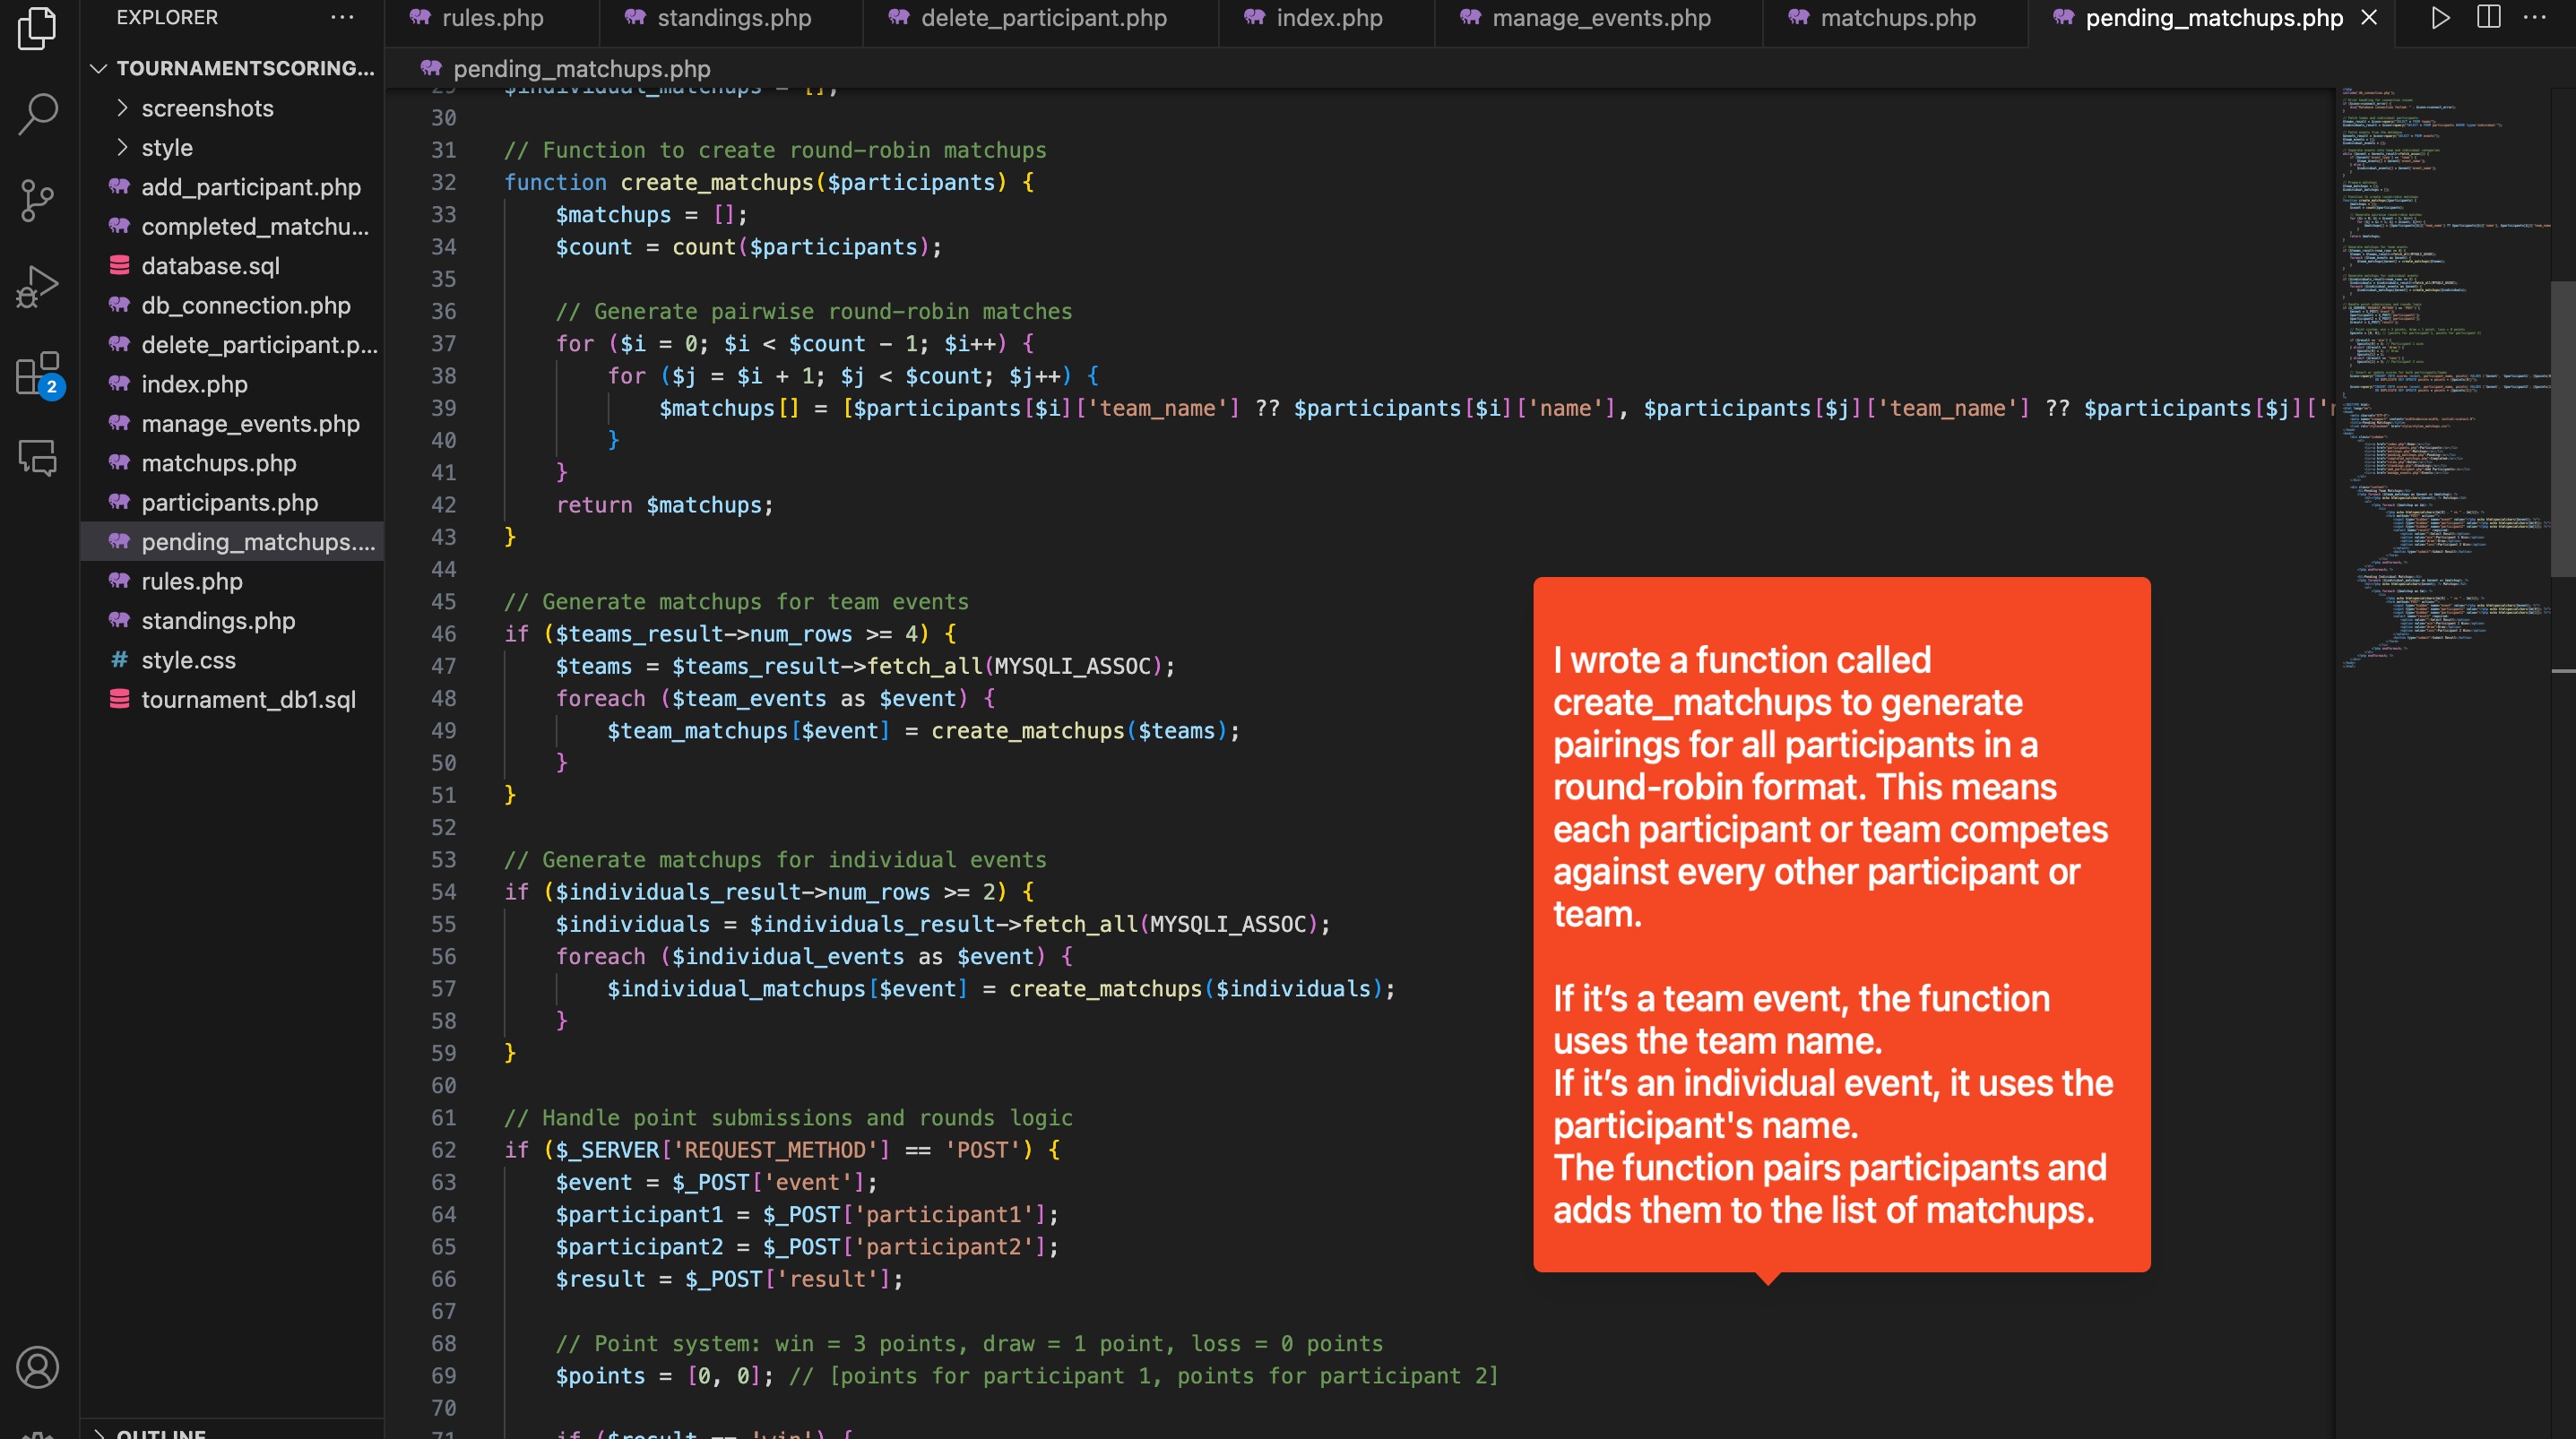 EXPLORER
rules.php
standings.php
delete_participant.php
index.php
manage_events.php
matchups.php
pending_matchups.php
TOURNAMENTSCORING...
screenshots
style
add_participant.php
completed_matchu...
database.sql
db_connection.php
delete_participant.p...
index.php
manage_events.php
matchups.php
participants.php
pending_matchups....
rules.php
standings.php
# style.css
tournament_db1.sql
OUTLINE
2
pending_matchups.php
29 $individual_matchups = [];
30
31 // Function to create round-robin matchups
32 function create_matchups($participants) {
33 $matchups = [];
34 $count = count($participants);
35
36 // Generate pairwise round-robin matches
37 for ($i = 0; $i < $count - 1; $i++) {
38 for ($j = $i + 1; $j < $count; $j++) {
39 $matchups[] = [$participants[$i]['team_name'] ?? $participants[$i]['name'], $participants[$j]['team_name'] ?? $participants[$j]['n
40 }
41 }
42 return $matchups;
43 }
44
45 // Generate matchups for team events
46 if ($teams_result->num_rows >= 4) {
47 $teams = $teams_result->fetch_all(MYSQLI_ASSOC);
48 foreach ($team_events as $event) {
49 $team_matchups[$event] = create_matchups($teams);
50 }
51 }
52
53 // Generate matchups for individual events
54 if ($individuals_result->num_rows >= 2) {
55 $individuals = $individuals_result->fetch_all(MYSQLI_ASSOC);
56 foreach ($individual_events as $event) {
57 $individual_matchups[$event] = create_matchups($individuals);
58 }
59 }
60
61 // Handle point submissions and rounds logic
62 if ($_SERVER['REQUEST_METHOD'] == 'POST') {
63 $event = $_POST['event'];
64 $participant1 = $_POST['participant1'];
65 $participant2 = $_POST['participant2'];
66 $result = $_POST['result'];
67
68 // Point system: win = 3 points, draw = 1 point, loss = 0 points
69 $points = [0, 0]; // [points for participant 1, points for participant 2]
70
71 if ($result == 'win') {
I wrote a function called
create_matchups to generate
pairings for all participants in a
round-robin format. This means
each participant or team competes
against every other participant or
team.
If it’s a team event, the function
uses the team name.
If it’s an individual event, it uses the
participant's name.
The function pairs participants and
adds them to the list of matchups.